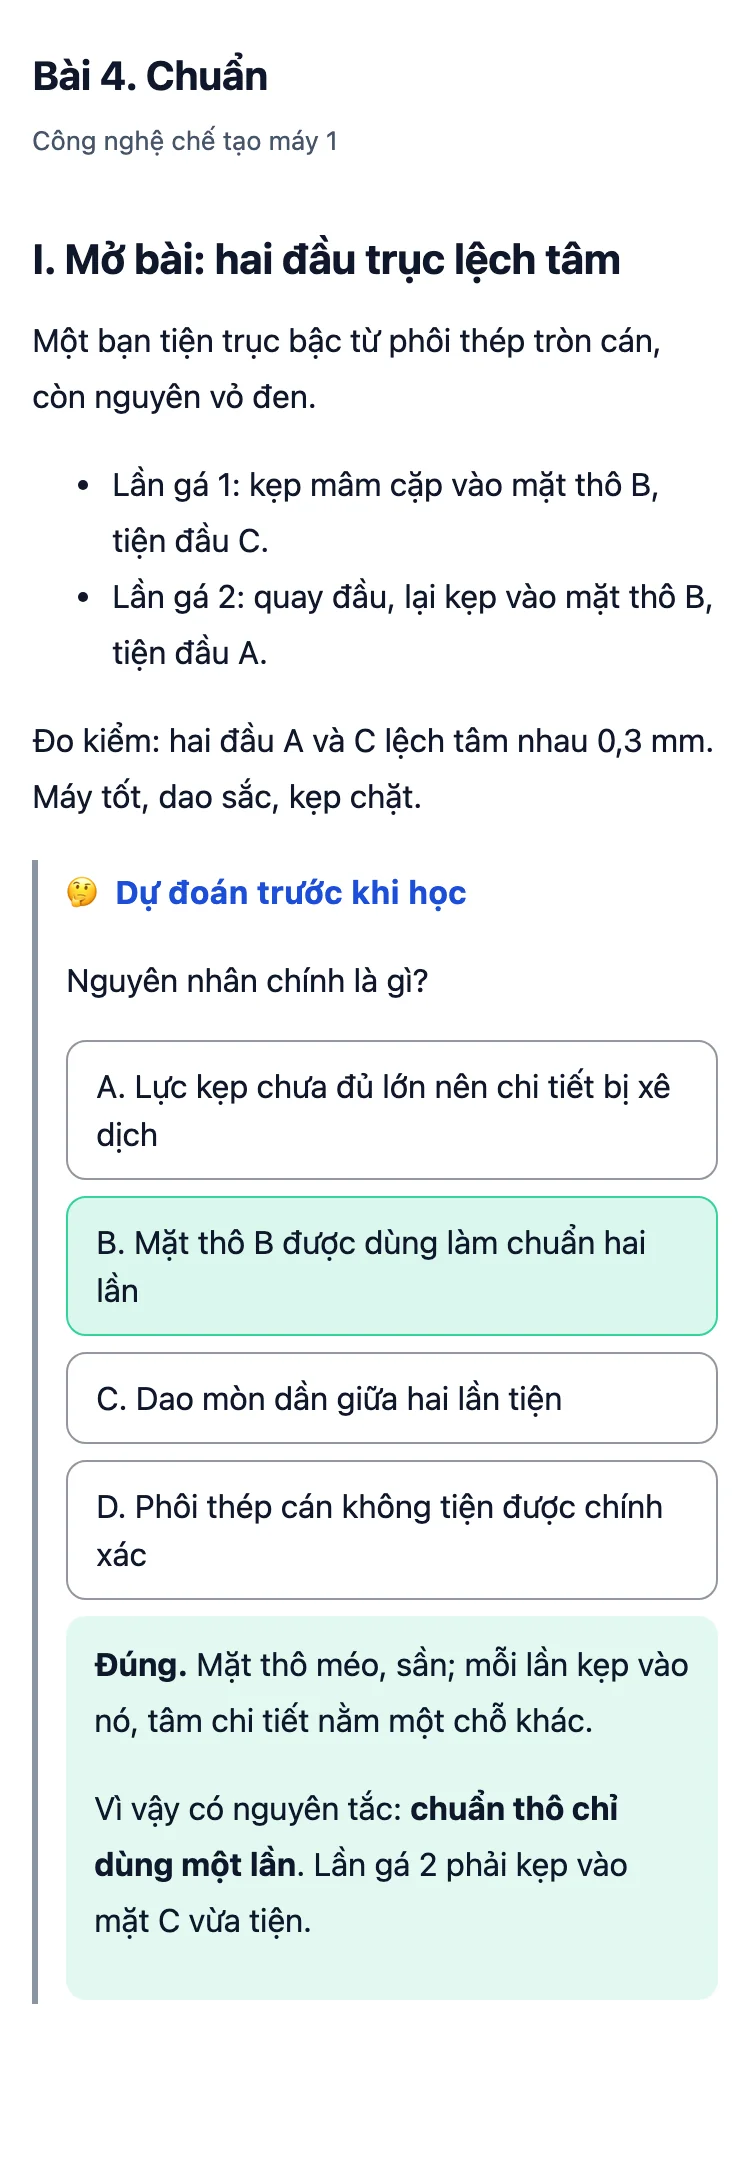 Bài 4. Chuẩn
Công nghệ chế tạo máy 1
I. Mở bài: hai đầu trục lệch tâm
Một bạn tiện trục bậc từ phôi thép tròn cán,
còn nguyên vỏ đen.
• Lần gá 1: kẹp mâm cặp vào mặt thô B,
tiện đầu C.
• Lần gá 2: quay đầu, lại kẹp vào mặt thô B,
tiện đầu A.
Đo kiểm: hai đầu A và C lệch tâm nhau 0,3 mm.
Máy tốt, dao sắc, kẹp chặt.
🤔 Dự đoán trước khi học
Nguyên nhân chính là gì?
A. Lực kẹp chưa đủ lớn nên chi tiết bị xê
dịch
B. Mặt thô B được dùng làm chuẩn hai
lần
C. Dao mòn dần giữa hai lần tiện
D. Phôi thép cán không tiện được chính
xác
Đúng. Mặt thô méo, sần; mỗi lần kẹp vào
nó, tâm chi tiết nằm một chỗ khác.
Vì vậy có nguyên tắc: chuẩn thô chỉ
dùng một lần. Lần gá 2 phải kẹp vào
mặt C vừa tiện.